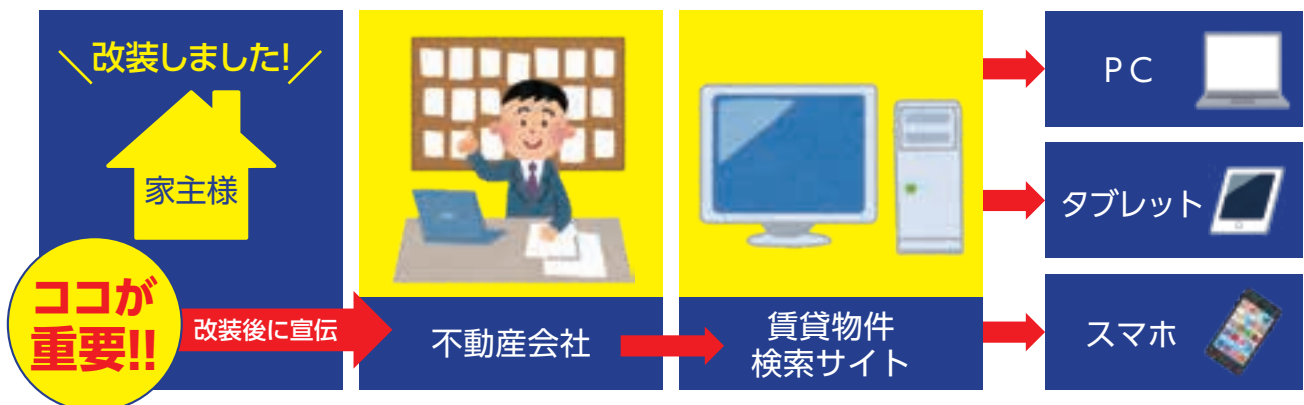 改装しました!
家主様
ココが
重要!!
改装後に宣伝
不動産会社
賃貸物件
検索サイト
PC
タブレット
スマホ